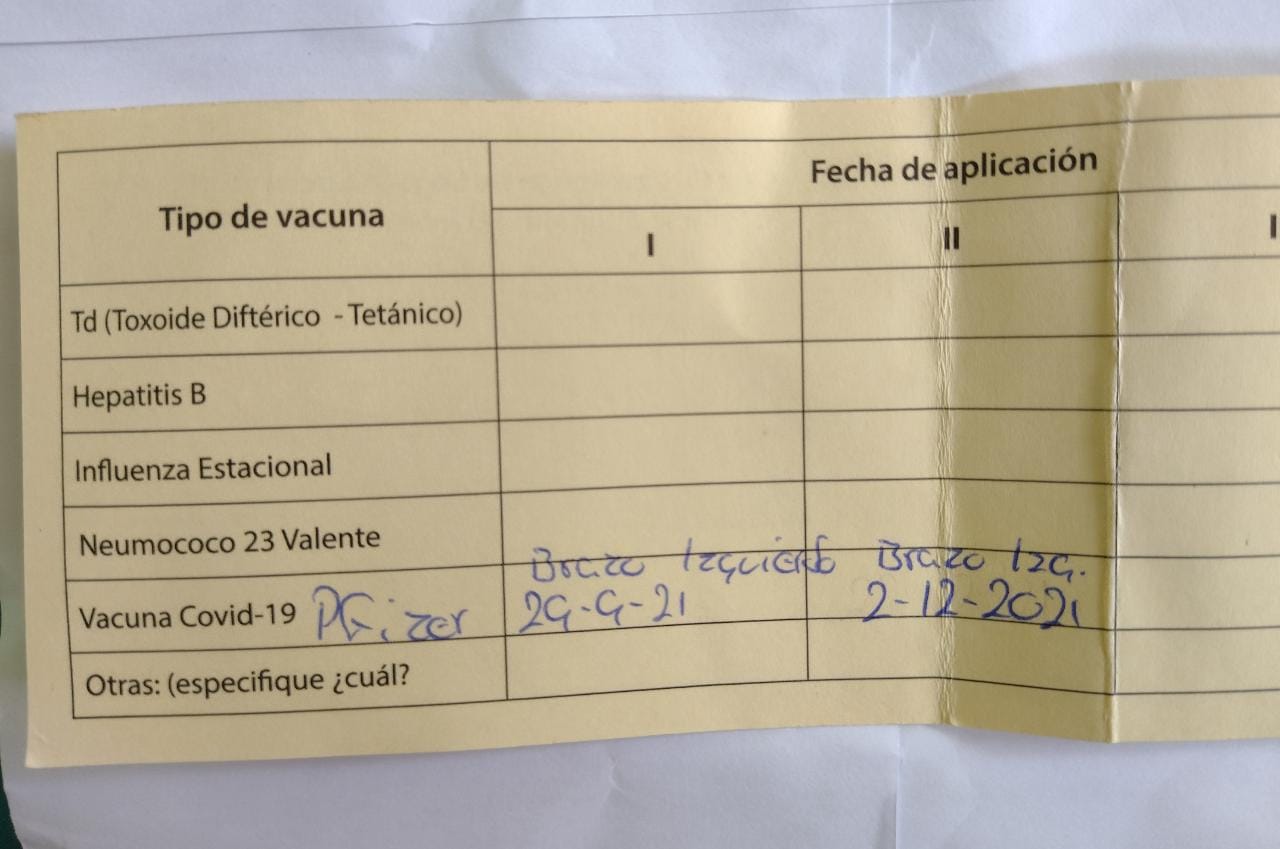 Tipo de vacuna
Fecha de aplicación
I II I
Td (Toxoide Diftérico - Tetánico)
Hepatitis B
Influenza Estacional
Neumococo 23 Valente
Brazo Izquierdo Brazo Izq.
Vacuna Covid-19 PFizer 29-9-21 2-12-2021
Otras: (especifique ¿cuál?